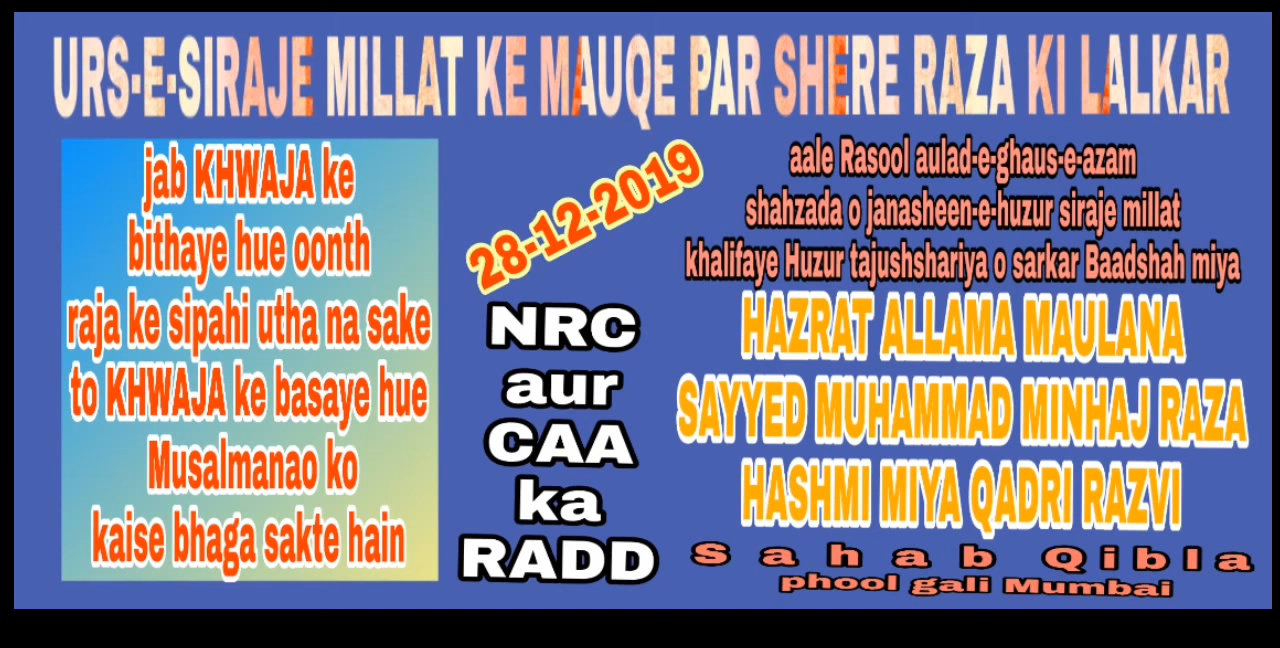 URS-E-SIRAJE MILLAT KE MAUQE PAR SHERE RAZA KI LALKAR
jab KHWAJA ke
bithaye hue oonth
raja ke sipahi utha na sake
to KHWAJA ke basaye hue
Musalmanao ko
kaise bhaga sakte hain
28-12-2019
NRC
aur
CAA
ka
RADD
aale Rasool aulad-e-ghaus-e-azam
shahzada o janasheen-e-huzur siraje millat
khalifaye Huzur tajushshariya o sarkar Baadshah miya
HAZRAT ALLAMA MAULANA
SAYYED MUHAMMAD MINHAJ RAZA
HASHMI MIYA QADRI RAZVI
Sahab Qibla
phool gali Mumbai